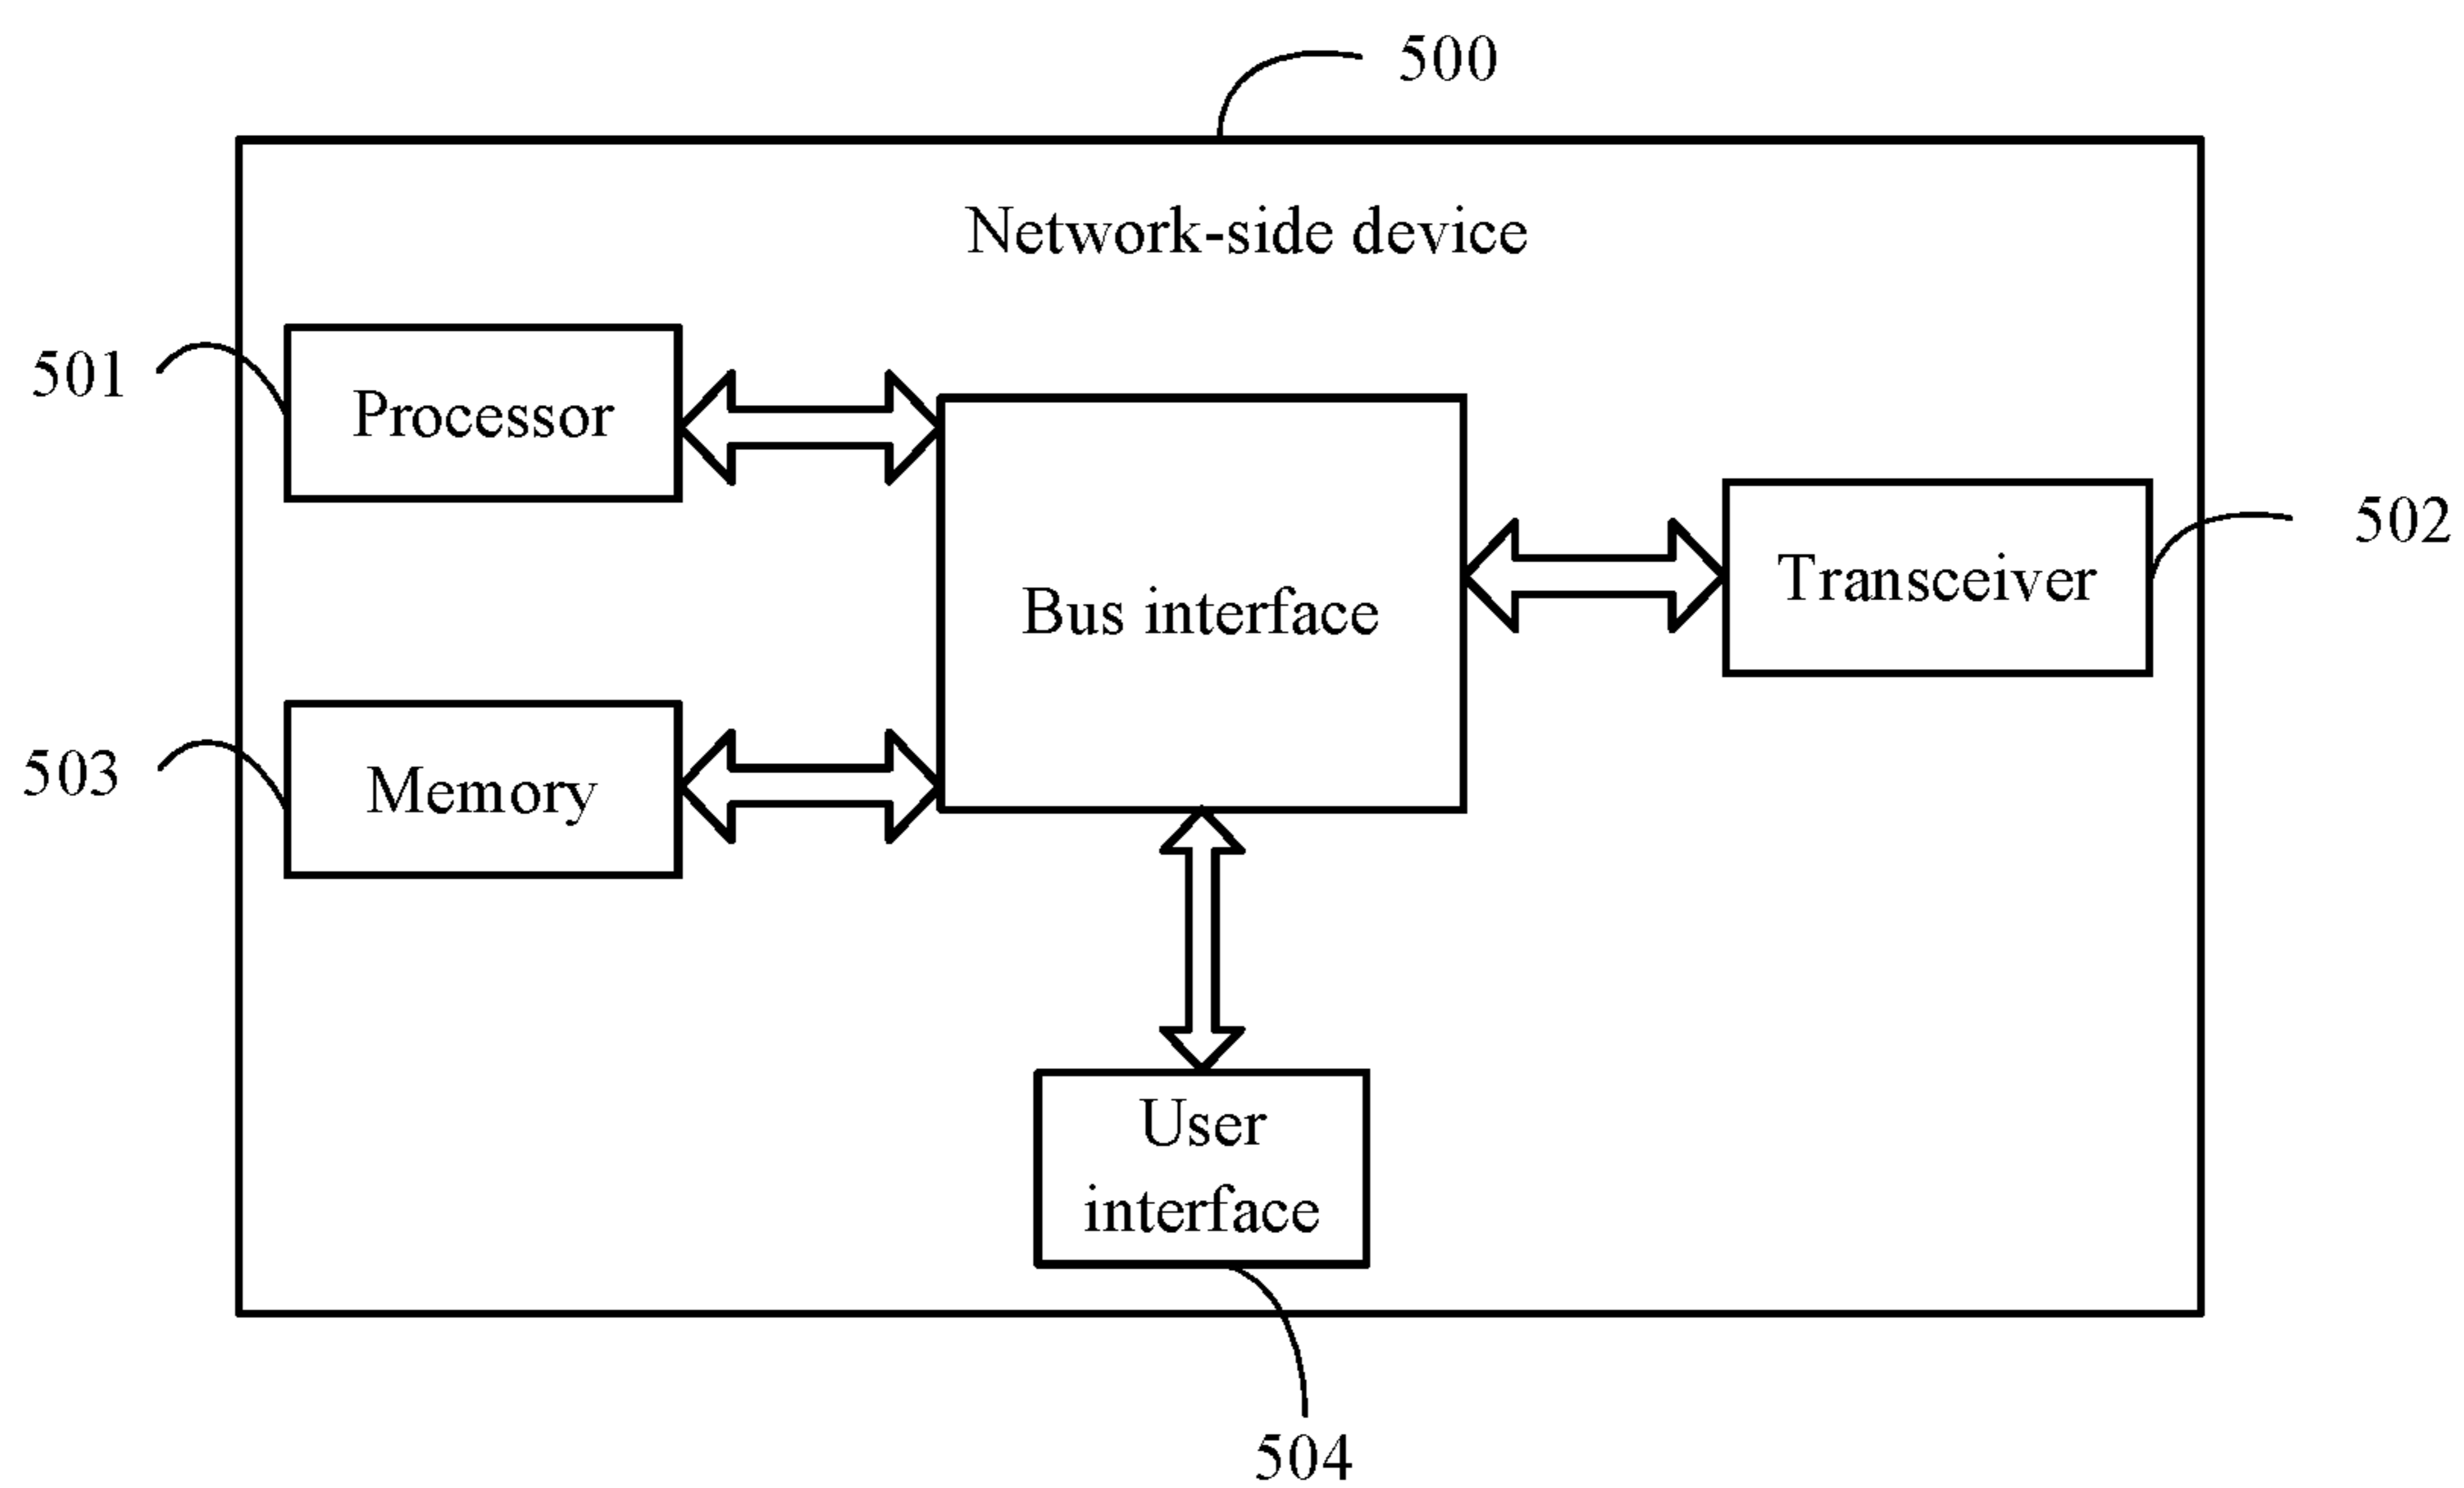 500
Network-side device
501
Processor
Bus interface
Transceiver
502
503
Memory
User
interface
504